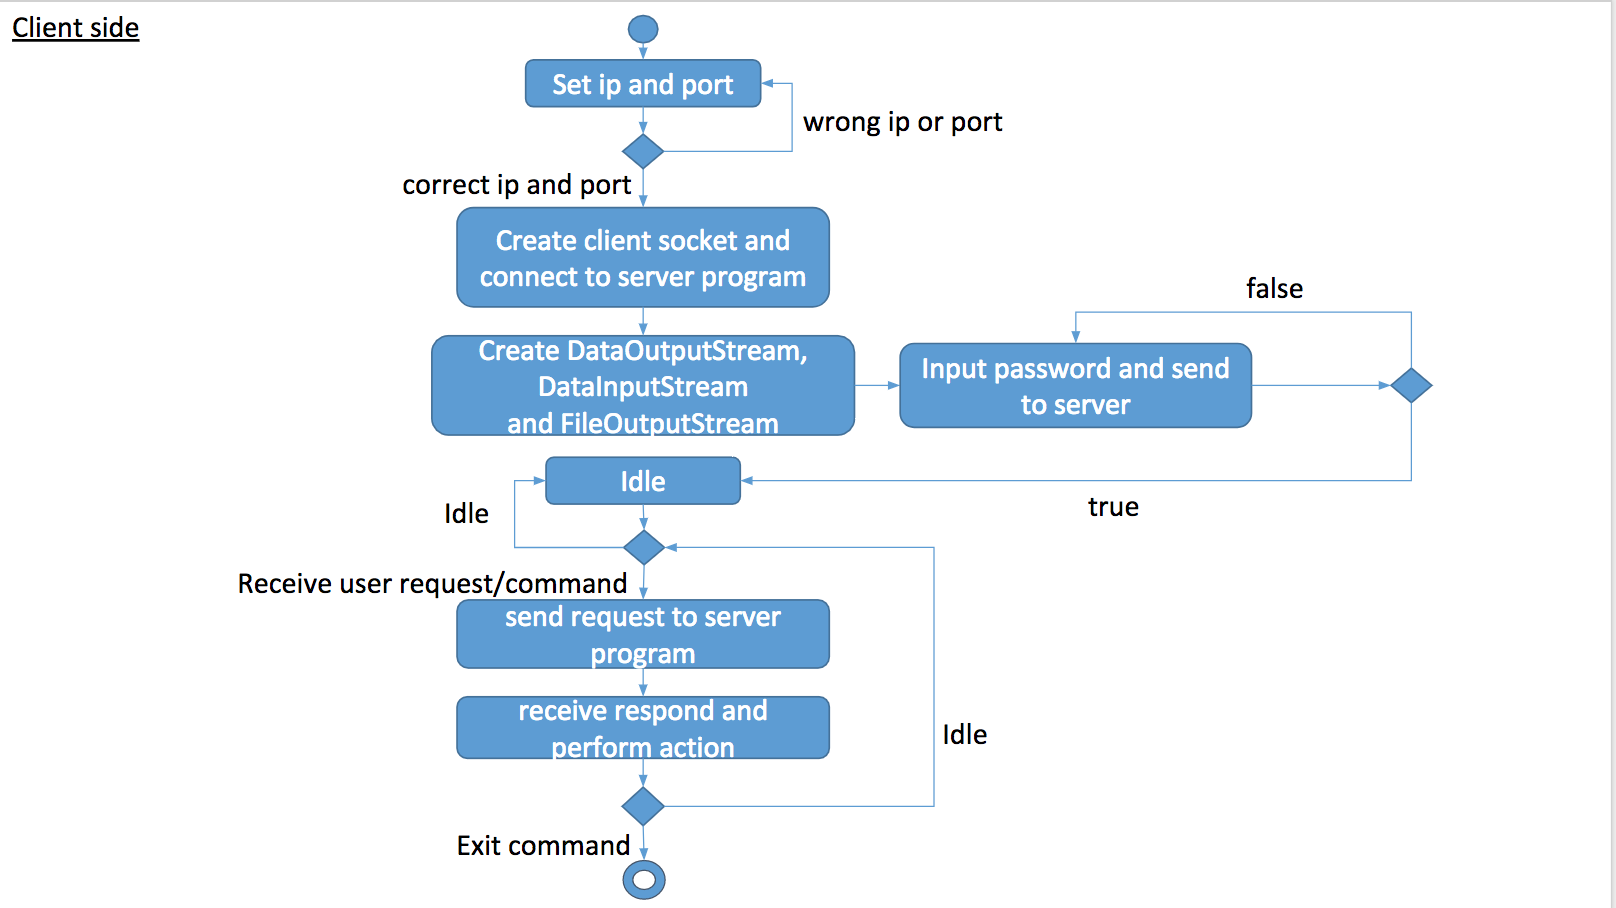 Client side
Set ip and port
wrong ip or port
correct ip and port
Create client socket and
connect to server program
false
Create DataOutputStream,
DataInputStream
and FileOutputStream
Input password and send
to server
Idle
true
Idle
Receive user request/command
send request to server
program
receive respond and
perform action
Idle
Exit command